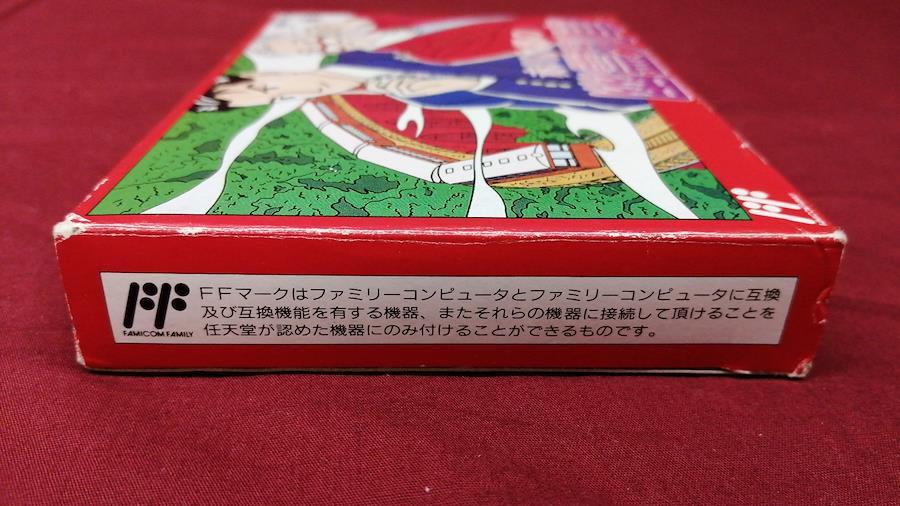 FAMICOM FAMILY
FFマークはファミリーコンピュータとファミリーコンピュータに互換
及び互換機能を有する機器、またそれらの機器に接続して頂けることを
任天堂が認めた機器にのみ付けることができるものです。